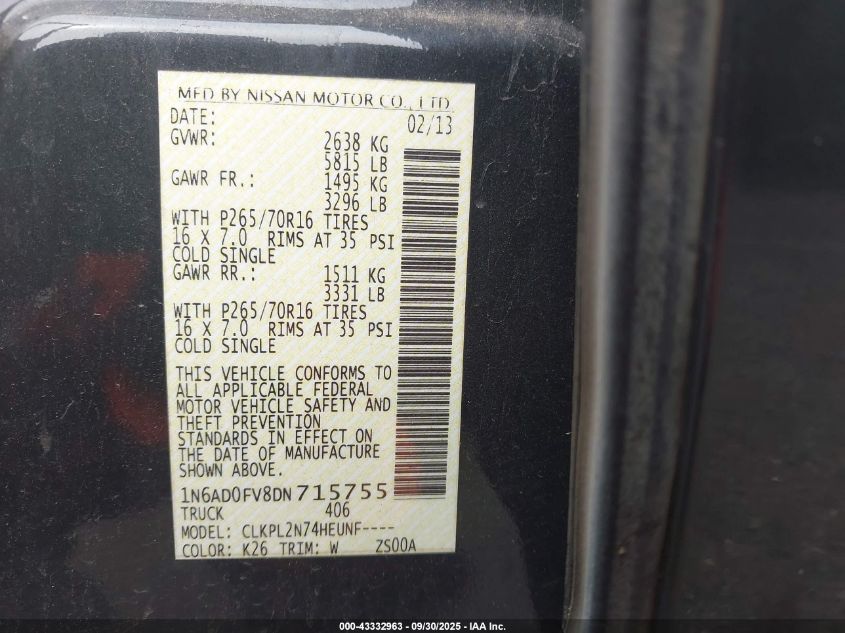 MFD BY NISSAN MOTOR CO., LTD
DATE: 02/13
GVWR: 2638 KG
5815 LB
GAWR FR.: 1495 KG
3296 LB
WITH P265/70R16 TIRES
16 X 7.0 RIMS AT 35 PSI
COLD SINGLE
GAWR RR.: 1511 KG
3331 LB
WITH P265/70R16 TIRES
16 X 7.0 RIMS AT 35 PSI
COLD SINGLE
THIS VEHICLE CONFORMS TO
ALL APPLICABLE FEDERAL
MOTOR VEHICLE SAFETY AND
THEFT PREVENTION
STANDARDS IN EFFECT ON
THE DATE OF MANUFACTURE
SHOWN ABOVE.
1N6AD0FV8DN715755
TRUCK 406
MODEL: CLKPL2N74HEUNF----
COLOR: K26 TRIM: W ZS00A
000-43332963 - 09/30/2025 - IAA Inc.